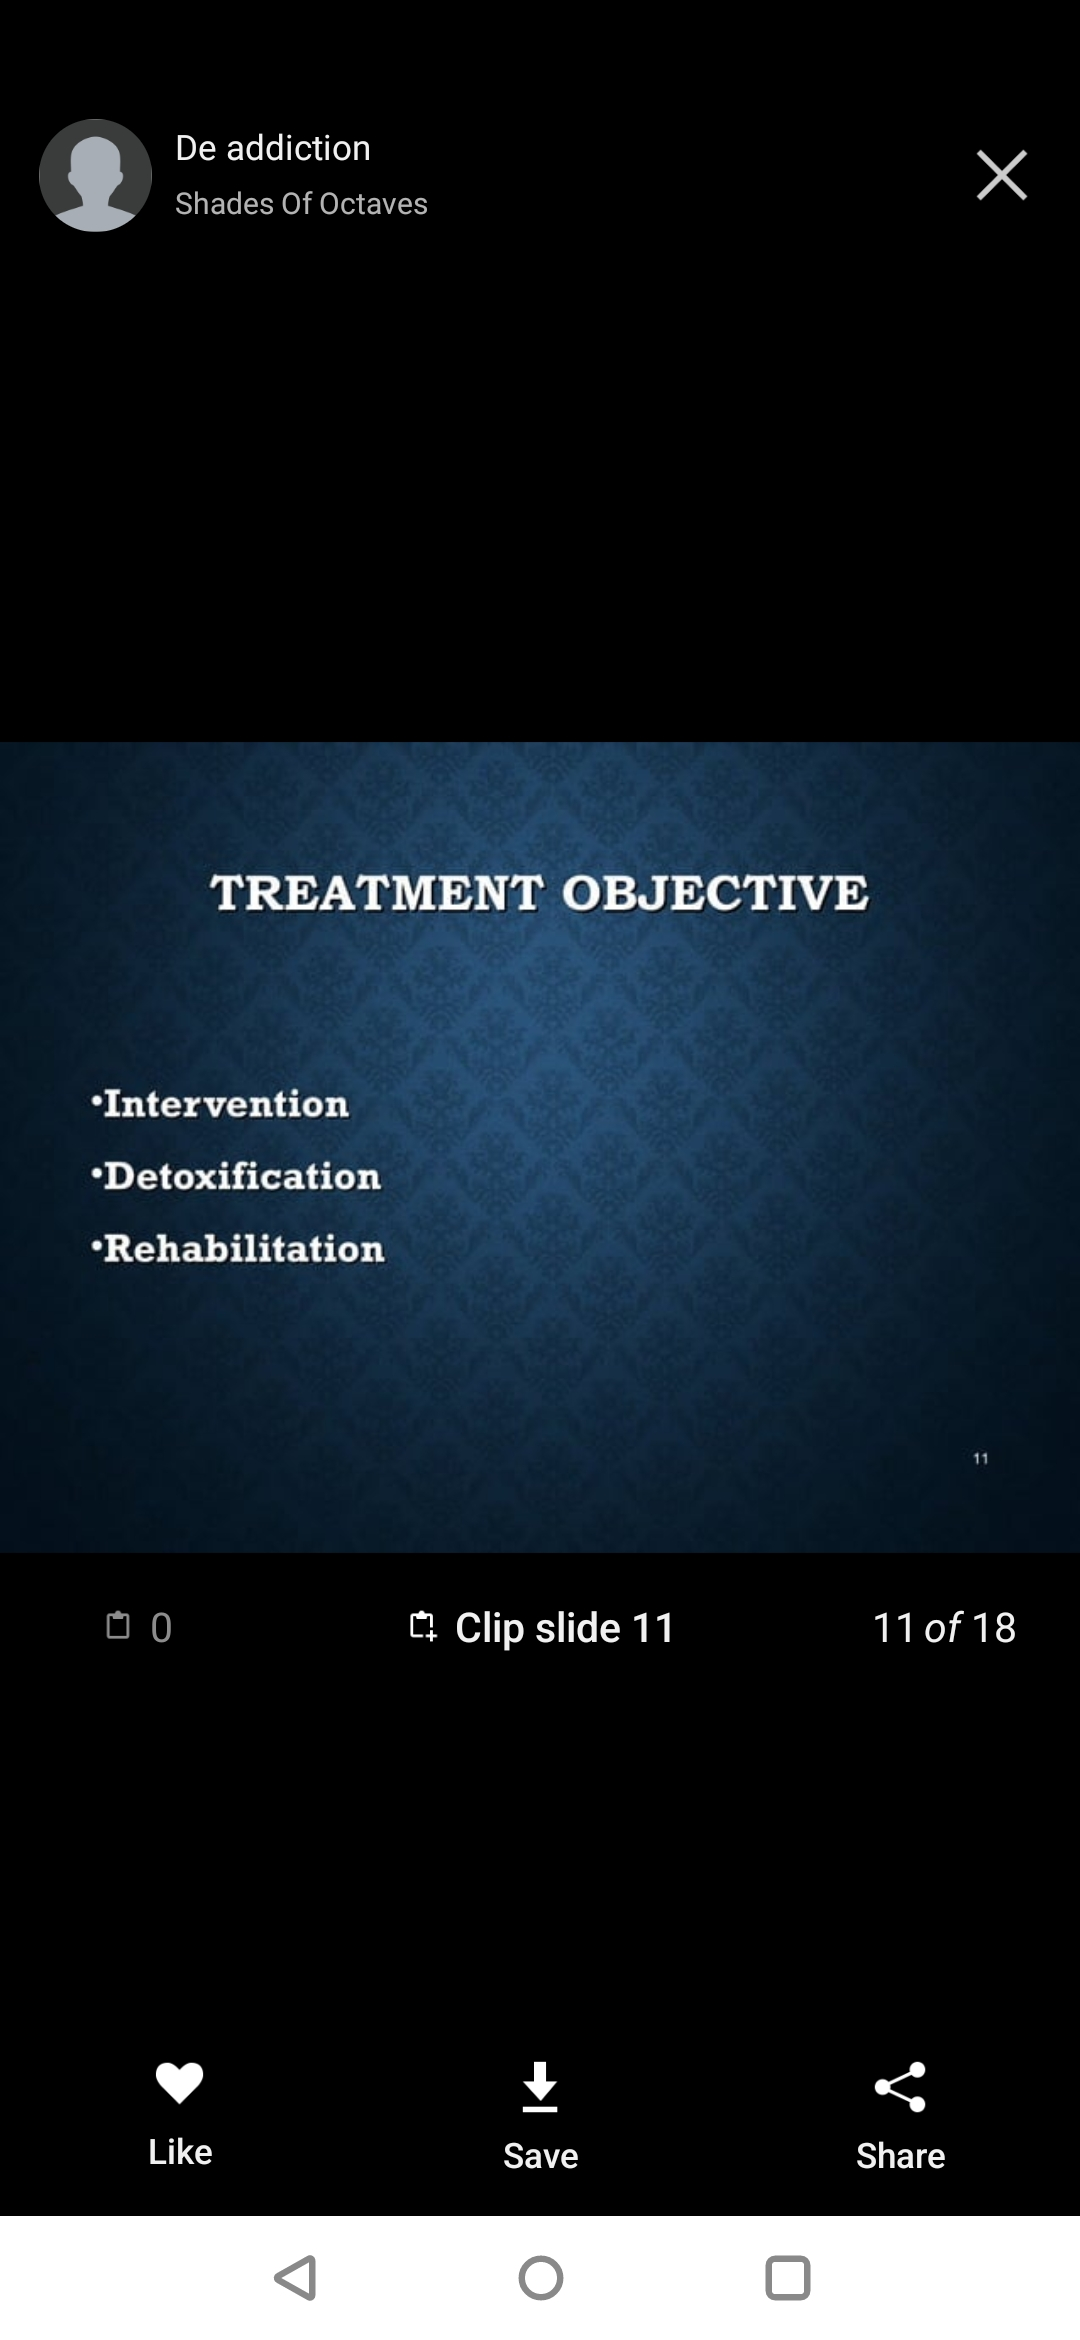 De addiction
Shades Of Octaves
TREATMENT OBJECTIVE
•Intervention
•Detoxification
•Rehabilitation
11
0
Clip slide 11
11 of 18
Like
Save
Share